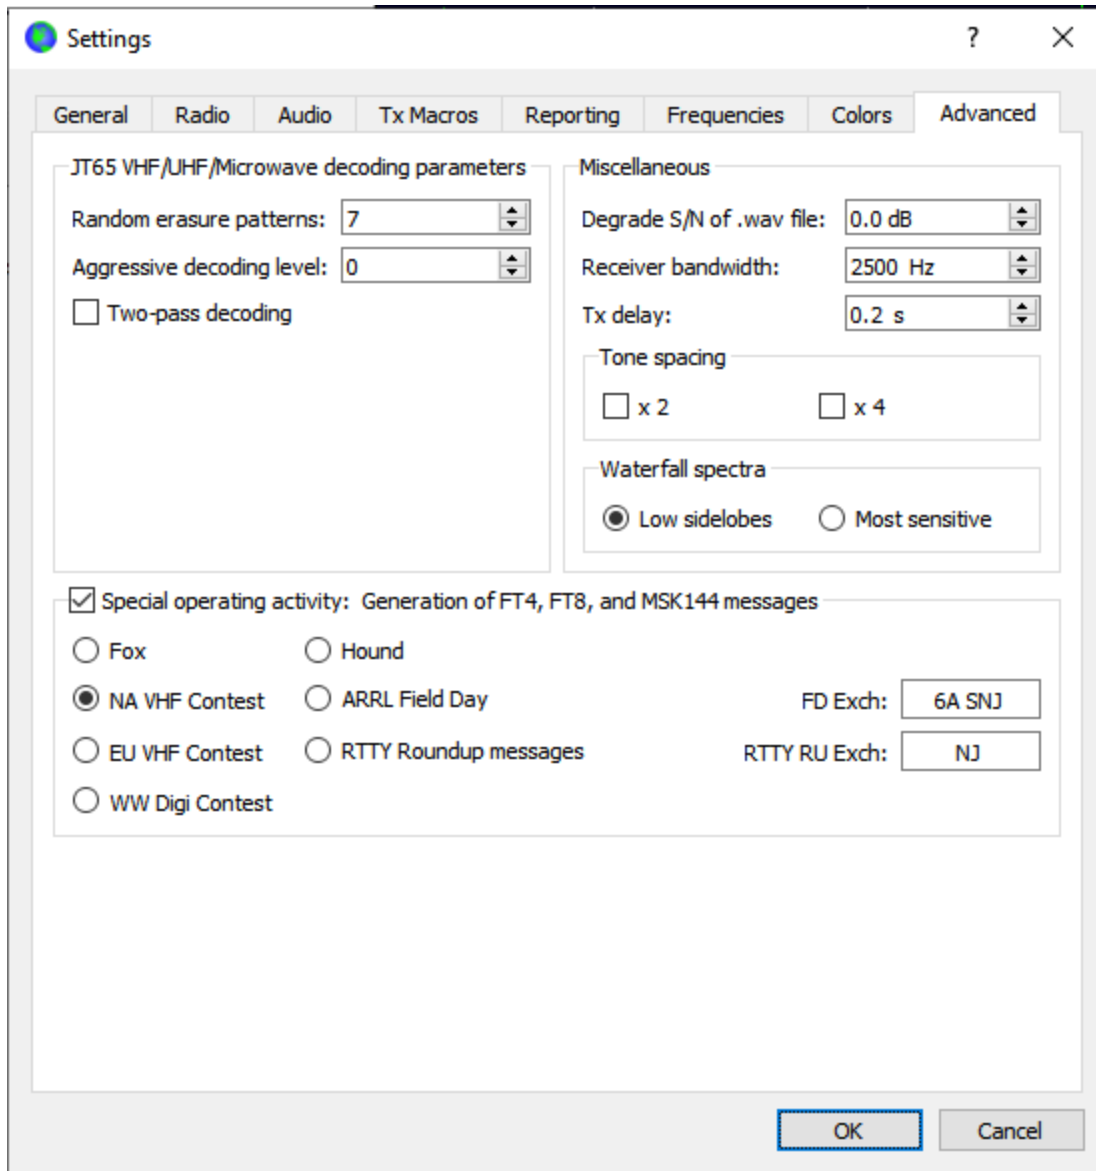 Settings
?
General Radio Audio Tx Macros Reporting Frequencies Colors Advanced
JT65 VHF/UHF/Microwave decoding parameters
Random erasure patterns: 7
Aggressive decoding level: 0
Two-pass decoding
Miscellaneous
Degrade S/N of .wav file: 0.0 dB
Receiver bandwidth: 2500 Hz
Tx delay: 0.2 s
Tone spacing
x 2 x 4
Waterfall spectra
Low sidelobes Most sensitive
Special operating activity: Generation of FT4, FT8, and MSK144 messages
Fox Hound
NA VHF Contest ARRL Field Day FD Exch: 6A SNJ
EU VHF Contest RTTY Roundup messages RTTY RU Exch: NJ
WW Digi Contest
OK Cancel